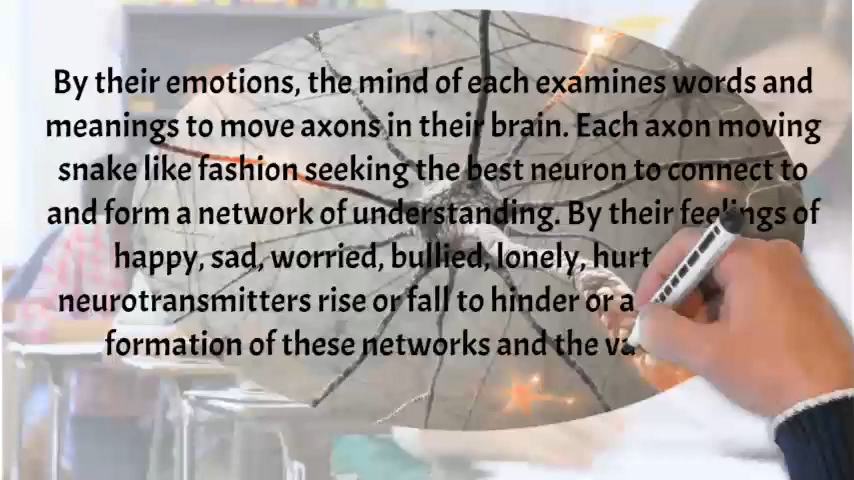 By their emotions, the mind of each examines words and
meanings to move axons in their brain. Each axon moving
snake like fashion seeking the best neuron to connect to
and form a network of understanding. By their feelings of
happy, sad, worried, bullied, lonely, hurt
neurotransmitters rise or fall to hinder or a
formation of these networks and the va